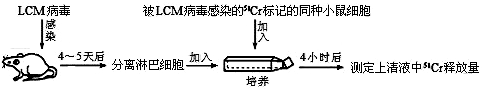 LCM病毒
感染
被LCM病毒感染的⁵¹Cr标记的同种小鼠细胞
加入
4～5天后
分离淋巴细胞
加入
培养
4小时后
测定上清液中⁵¹Cr释放量